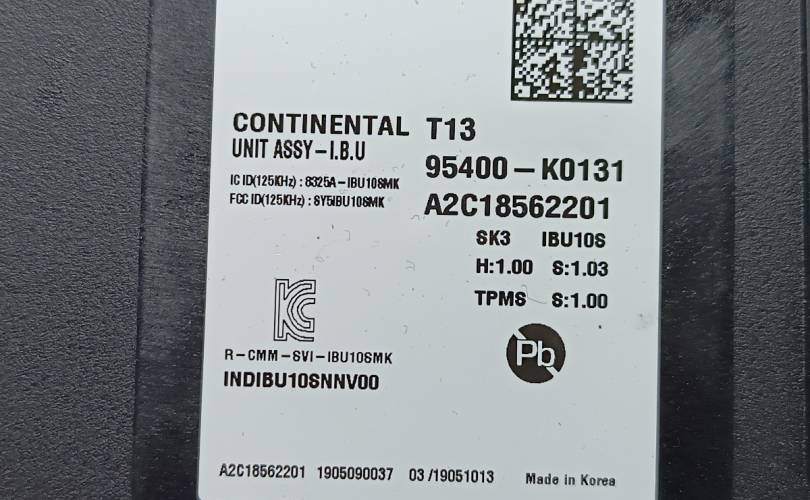 CONTINENTAL T13
UNIT ASSY-I.B.U
95400-K0131
IC ID(125KHz) : 8325A-IBU10SMK
FCC ID(125KHz) : SY5IBU10SMK
A2C18562201
SK3 IBU10S
H:1.00 S:1.03
TPMS S:1.00
Pb
R-CMM-SVI-IBU10SMK
INDIBU10SNNV00
A2C18562201 1905090037 03 /19051013 Made in Korea